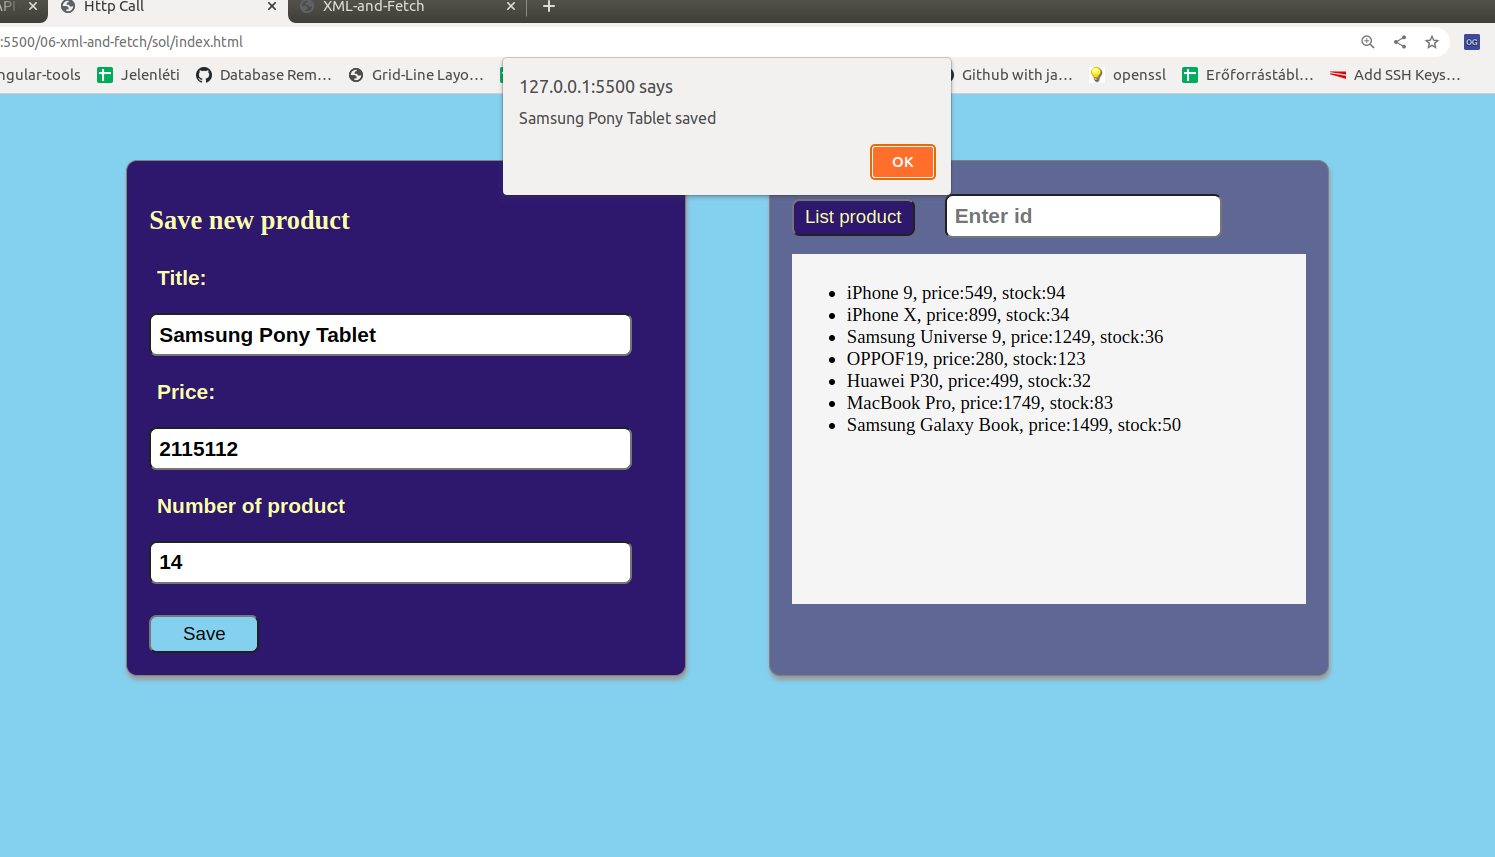 API
Http Call
XML-and-Fetch
:5500/06-xml-and-fetch/sol/index.html
OG
ngular-tools
Jelenléti
Database Rem...
Grid-Line Layo...
Github with ja...
openssl
Erőforrástábl...
Add SSH Keys...
127.0.0.1:5500 says
Samsung Pony Tablet saved
OK
Save new product
Title:
Samsung Pony Tablet
Price:
2115112
Number of product
14
Save
List product
Enter id
iPhone 9, price:549, stock:94
iPhone X, price:899, stock:34
Samsung Universe 9, price:1249, stock:36
OPPOF19, price:280, stock:123
Huawei P30, price:499, stock:32
MacBook Pro, price:1749, stock:83
Samsung Galaxy Book, price:1499, stock:50